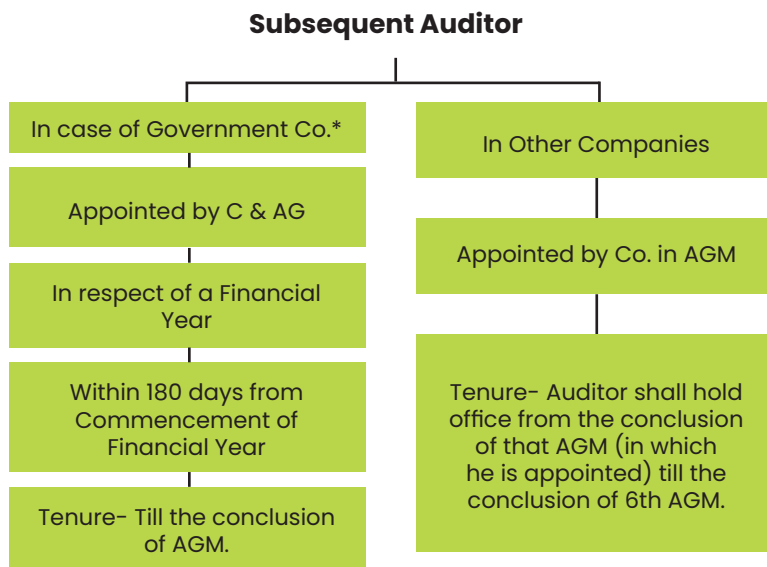 Subsequent Auditor
In case of Government Co.*
Appointed by C & AG
In respect of a Financial
Year
Within 180 days from
Commencement of
Financial Year
Tenure- Till the conclusion
of AGM.
In Other Companies
Appointed by Co. in AGM
Tenure- Auditor shall hold
office from the conclusion
of that AGM (in which
he is appointed) till the
conclusion of 6th AGM.